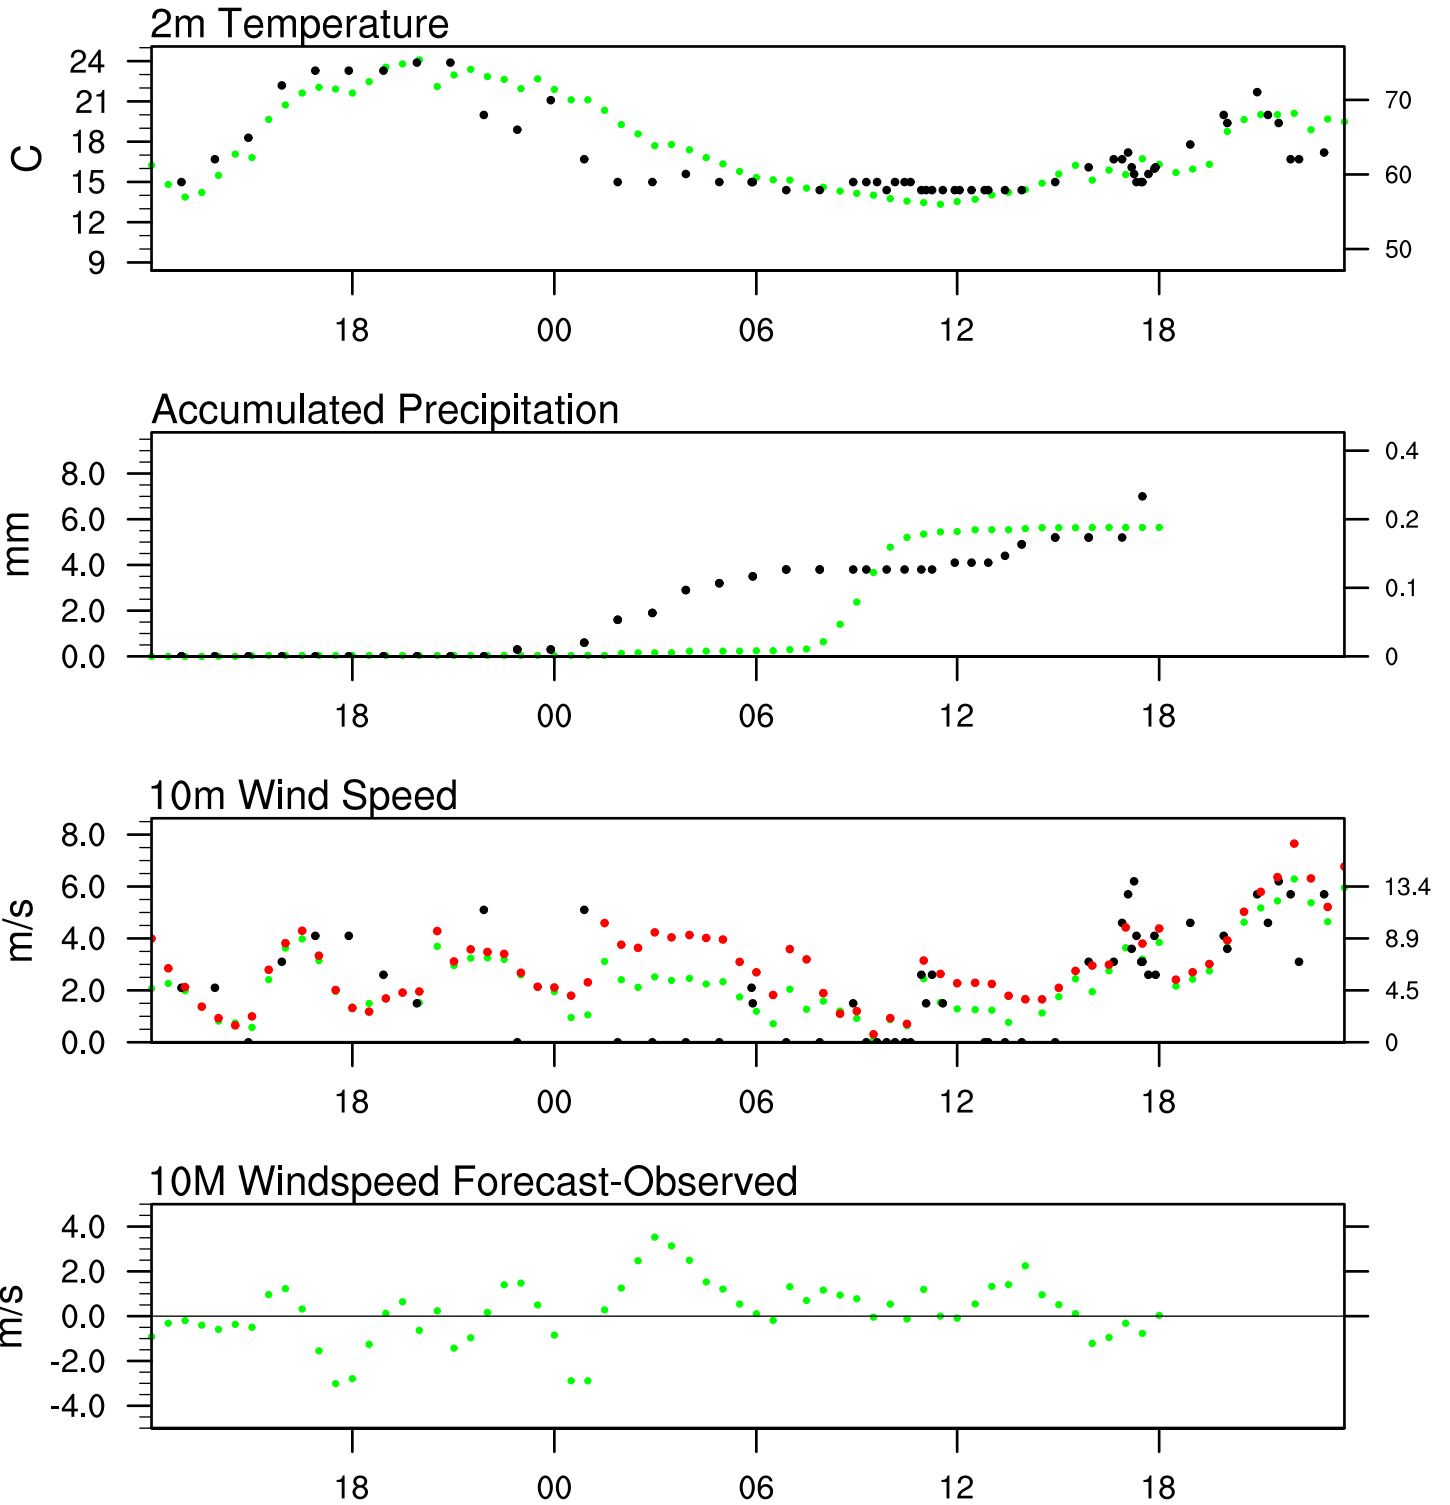 2m Temperature
24
21
18
15
12
9
C
70
60
50
18 00 06 12 18
Accumulated Precipitation
8.0
6.0
4.0
2.0
0.0
mm
0.4
0.2
0.1
0
18 00 06 12 18
10m Wind Speed
8.0
6.0
4.0
2.0
0.0
m/s
13.4
8.9
4.5
0
18 00 06 12 18
10M Windspeed Forecast-Observed
4.0
2.0
0.0
-2.0
-4.0
m/s
18 00 06 12 18